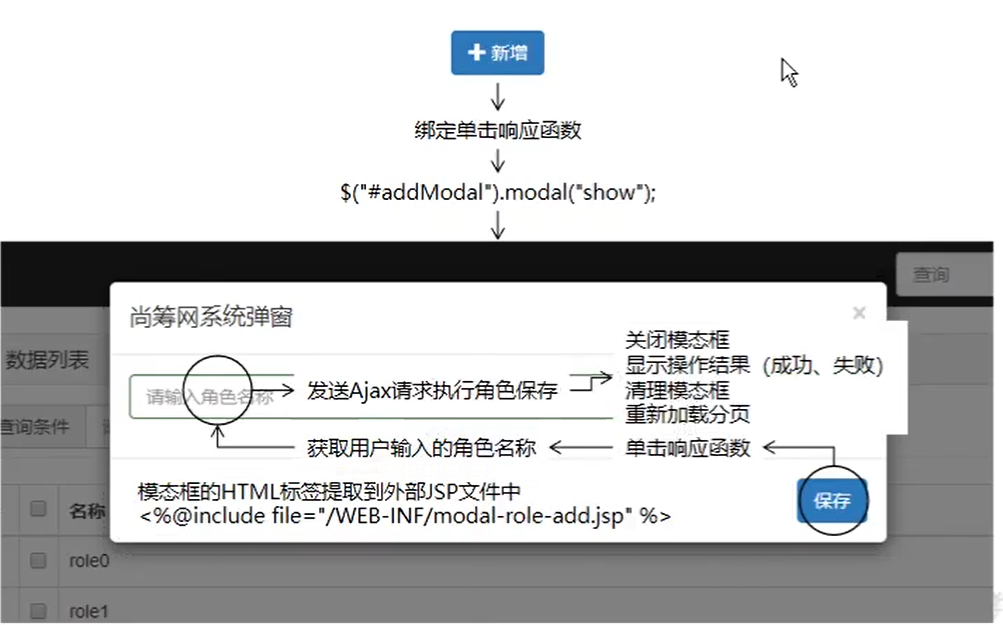 新增
绑定单击响应函数
$("#addModal").modal("show");
查询
尚筹网系统弹窗
×
数据列表
关闭模态框
显示操作结果（成功、失败）
清理模态框
重新加载分页
请输入角色名称
发送Ajax请求执行角色保存
查询条件
获取用户输入的角色名称
单击响应函数
模态框的HTML标签提取到外部JSP文件中
<%@include file="/WEB-INF/modal-role-add.jsp" %>
保存
名称
role0
role1